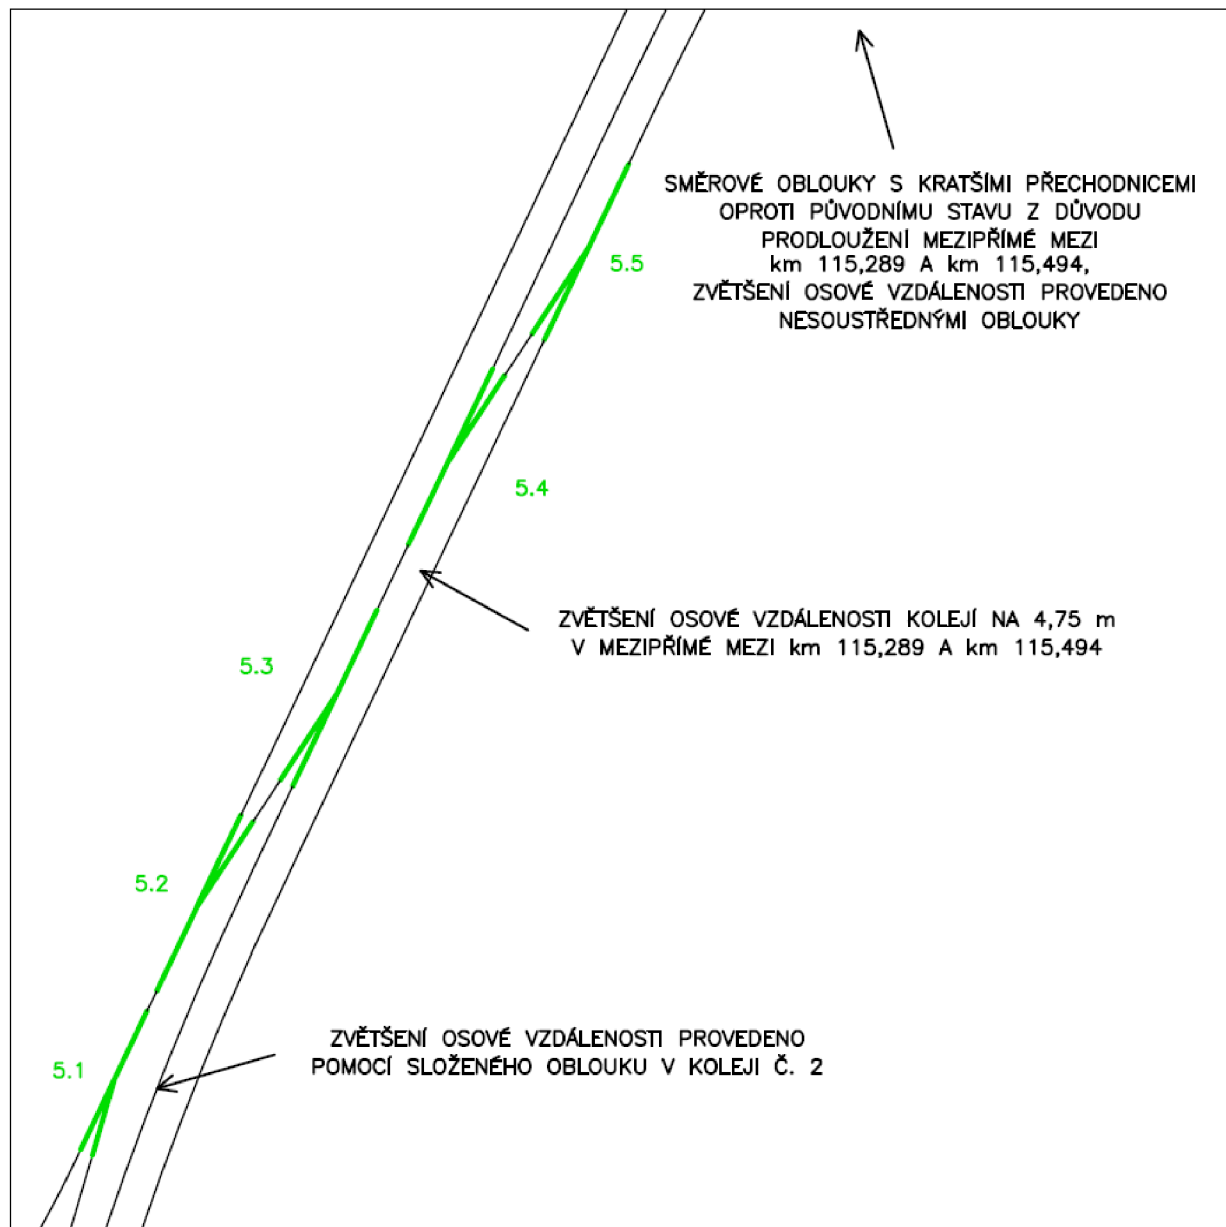 SMĚROVÉ OBLOUKY S KRATŠÍMI PŘECHODNICEMI
OPROTI PŮVODNÍMU STAVU Z DŮVODU
PRODLOUŽENÍ MEZIPŘÍMÉ MEZI
km 115,289 A km 115,494,
ZVĚTŠENÍ OSOVÉ VZDÁLENOSTI PROVEDENO
NESOUSTŘEDNÝMI OBLOUKY
5.5
5.4
ZVĚTŠENÍ OSOVÉ VZDÁLENOSTI KOLEJÍ NA 4,75 m
V MEZIPŘÍMÉ MEZI km 115,289 A km 115,494
5.3
5.2
ZVĚTŠENÍ OSOVÉ VZDÁLENOSTI PROVEDENO
POMOCÍ SLOŽENÉHO OBLOUKU V KOLEJI Č. 2
5.1